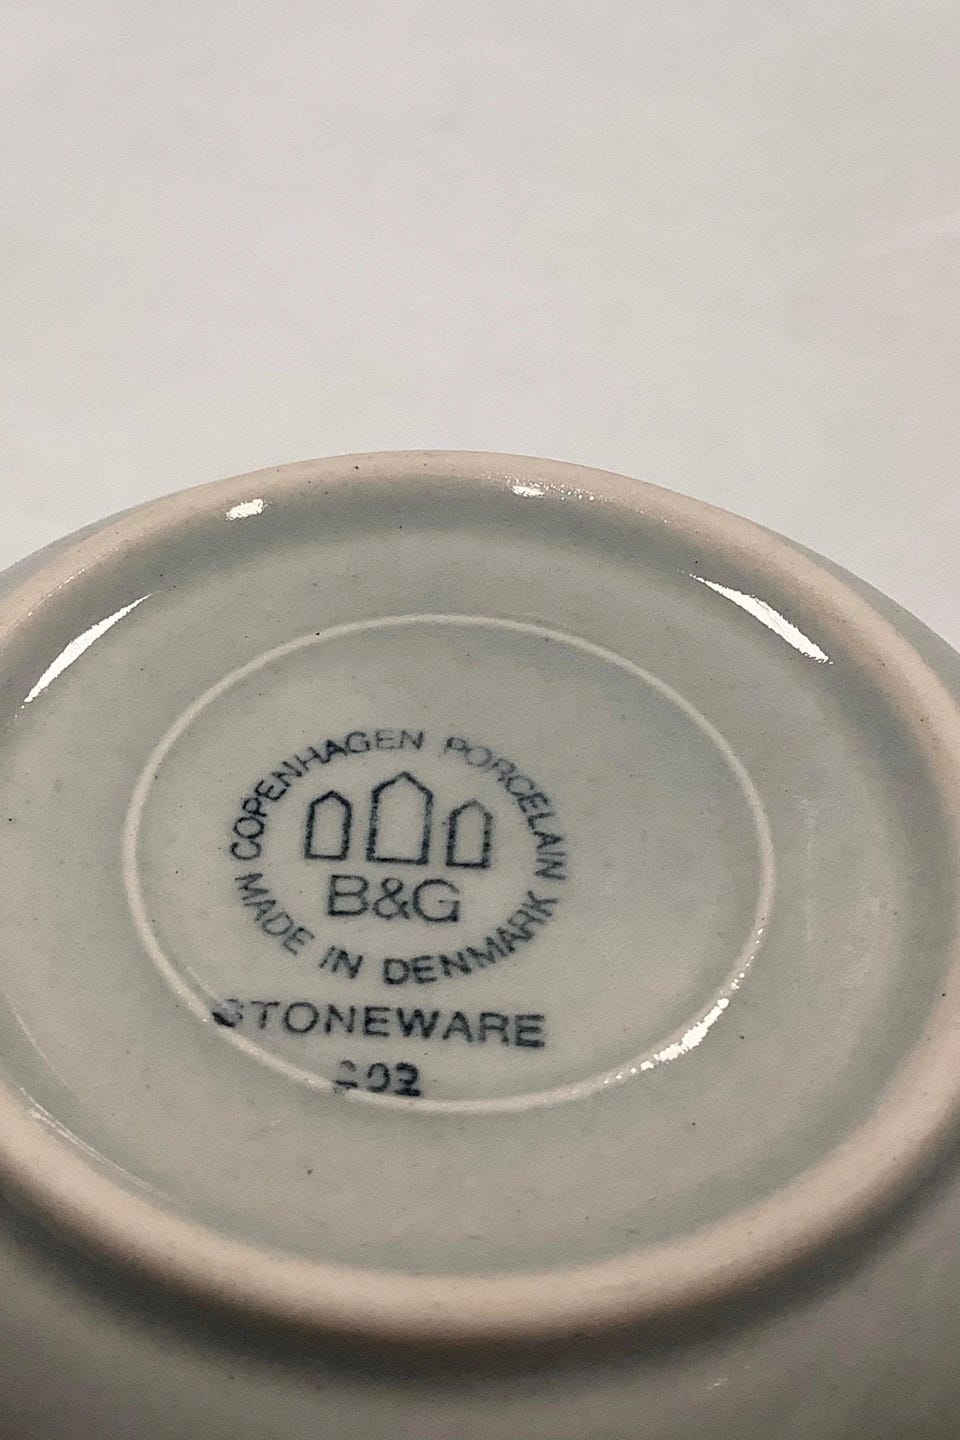 COPENHAGEN PORCELAIN
B&G
MADE IN DENMARK
STONEWARE